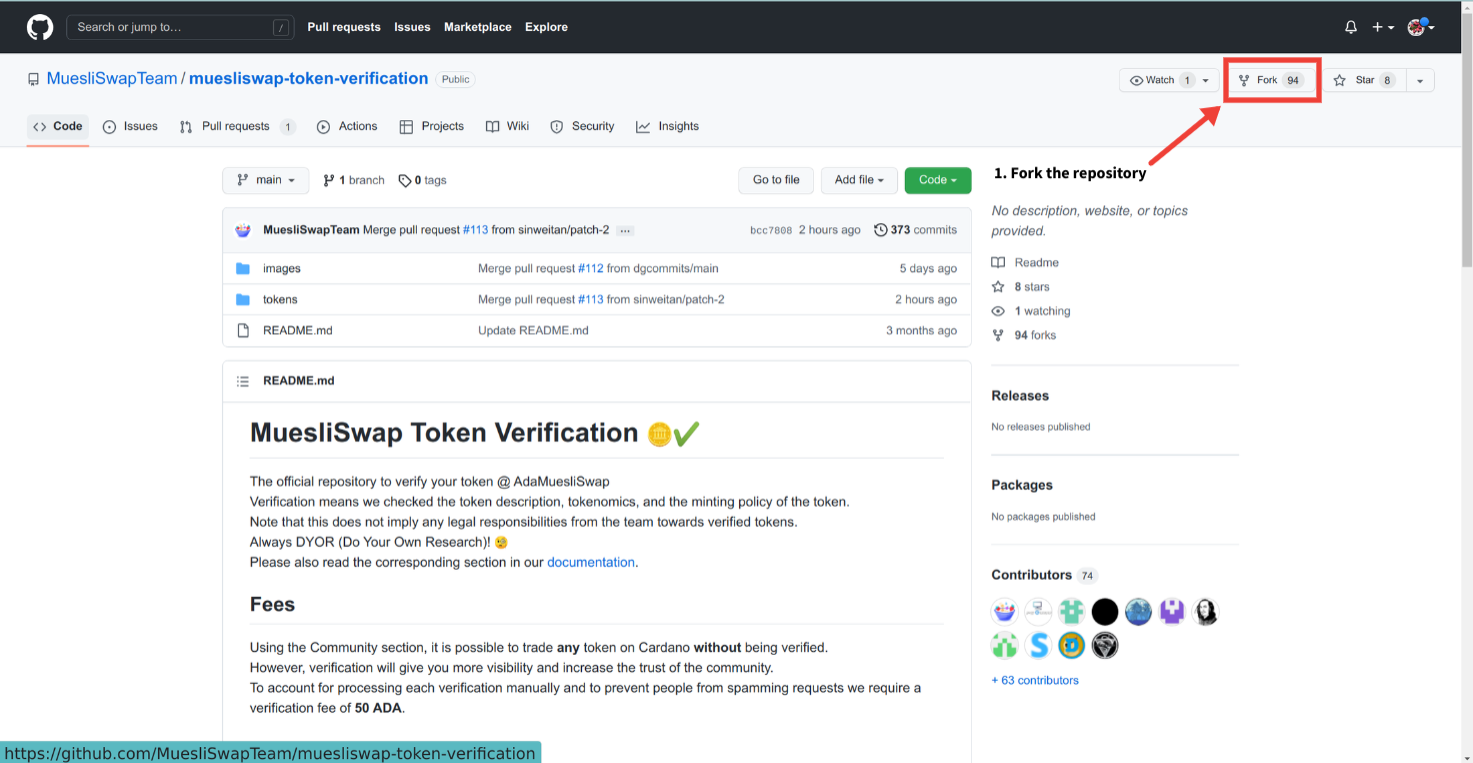 Search or jump to… /
Pull requests Issues Marketplace Explore
MuesliSwapTeam / muesliswap-token-verification Public
Watch 1 Fork 94 Star 8
Code Issues Pull requests 1 Actions Projects Wiki Security Insights
1. Fork the repository
main 1 branch 0 tags Go to file Add file Code
MuesliSwapTeam Merge pull request #113 from sinweitan/patch-2 … bcc7808 2 hours ago 373 commits
images Merge pull request #112 from dgcommits/main 5 days ago
tokens Merge pull request #113 from sinweitan/patch-2 2 hours ago
README.md Update README.md 3 months ago
README.md
MuesliSwap Token Verification
The official repository to verify your token @ AdaMuesliSwap
Verification means we checked the token description, tokenomics, and the minting policy of the token.
Note that this does not imply any legal responsibilities from the team towards verified tokens.
Always DYOR (Do Your Own Research)!
Please also read the corresponding section in our documentation.
Fees
Using the Community section, it is possible to trade any token on Cardano without being verified.
However, verification will give you more visibility and increase the trust of the community.
To account for processing each verification manually and to prevent people from spamming requests we require a
verification fee of 50 ADA.
No description, website, or topics
provided.
Readme
8 stars
1 watching
94 forks
Releases
No releases published
Packages
No packages published
Contributors 74
+ 63 contributors
https://github.com/MuesliSwapTeam/muesliswap-token-verification